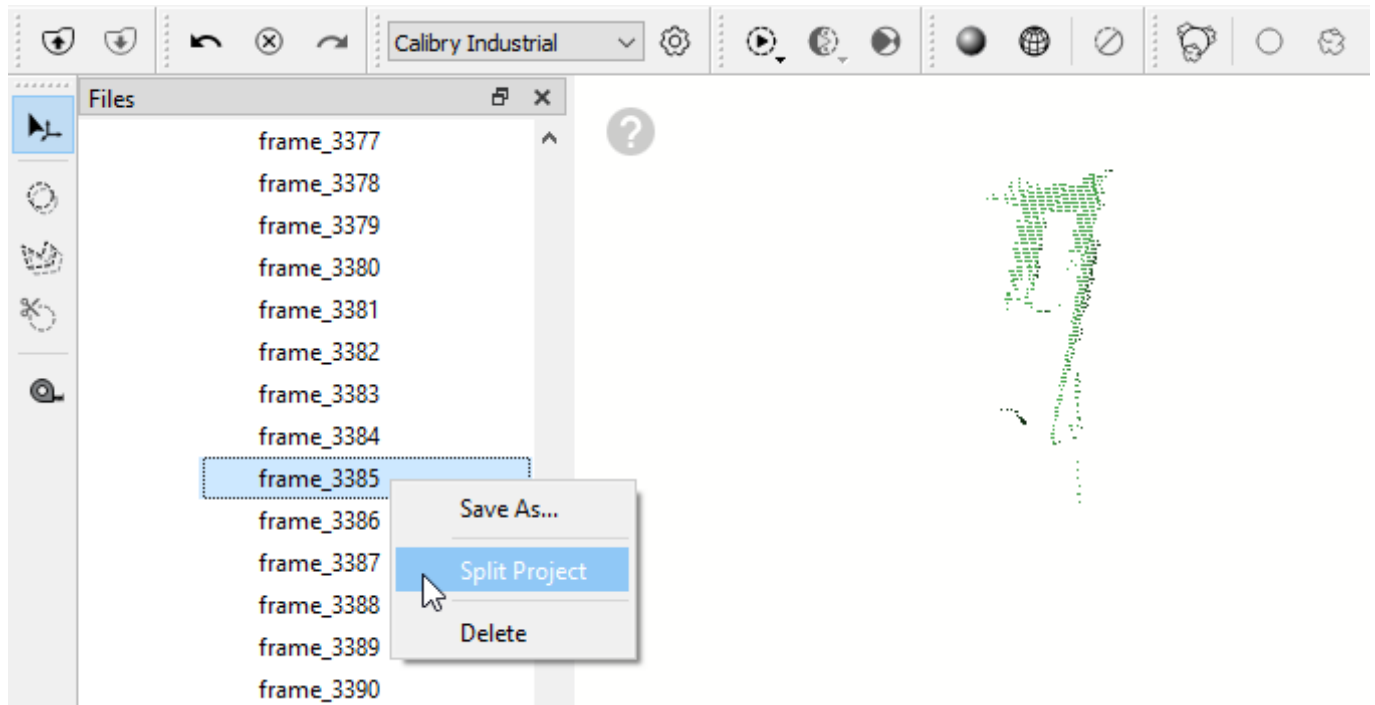 Calibry Industrial
Files
frame_3377
frame_3378
frame_3379
frame_3380
frame_3381
frame_3382
frame_3383
frame_3384
frame_3385
frame_3386
frame_3387
frame_3388
frame_3389
frame_3390
Save As...
Split Project
Delete
?